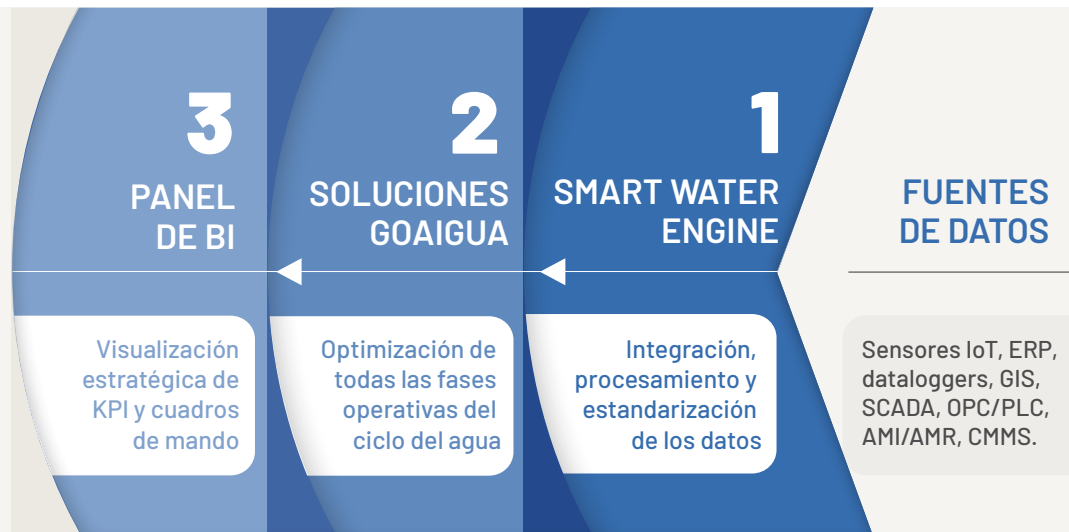 3
PANEL
DE BI
Visualización
estratégica de
KPI y cuadros
de mando
2
SOLUCIONES
GOAIGUA
Optimización de
todas las fases
operativas del
ciclo del agua
1
SMART WATER
ENGINE
Integración,
procesamiento y
estandarización
de los datos
FUENTES
DE DATOS
Sensores IoT, ERP,
dataloggers, GIS,
SCADA, OPC/PLC,
AMI/AMR, CMMS.